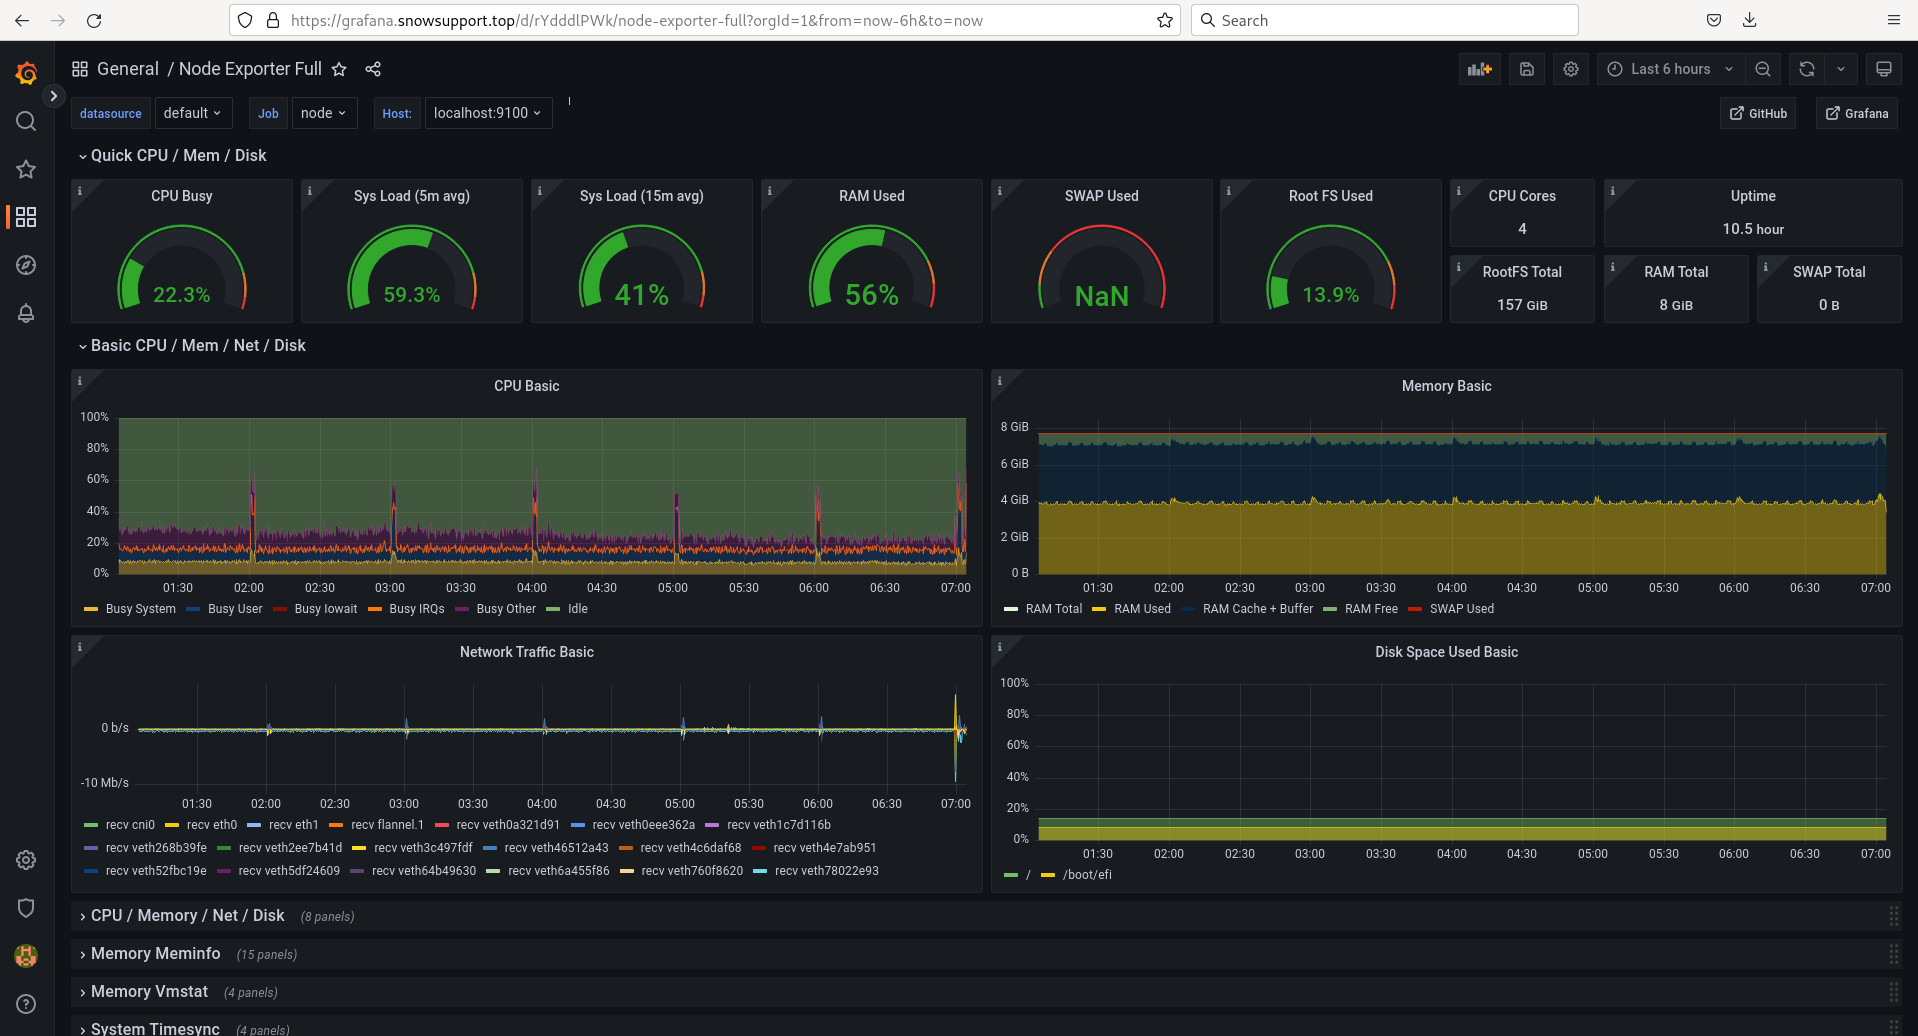 https://grafana.snowsupport.top/d/rYdddlPWk/node-exporter-full?orgId=1&from=now-6h&to=now
Search
General / Node Exporter Full
Last 6 hours
datasource default Job node Host: localhost:9100
GitHub Grafana
Quick CPU / Mem / Disk
CPU Busy
22.3%
Sys Load (5m avg)
59.3%
Sys Load (15m avg)
41%
RAM Used
56%
SWAP Used
NaN
Root FS Used
13.9%
CPU Cores
4
Uptime
10.5 hour
RootFS Total
157 GiB
RAM Total
8 GiB
SWAP Total
0 B
Basic CPU / Mem / Net / Disk
CPU Basic
100%
80%
60%
40%
20%
0%
01:30 02:00 02:30 03:00 03:30 04:00 04:30 05:00 05:30 06:00 06:30 07:00
Busy System Busy User Busy Iowait Busy IRQs Busy Other Idle
Memory Basic
8 GiB
6 GiB
4 GiB
2 GiB
0 B
01:30 02:00 02:30 03:00 03:30 04:00 04:30 05:00 05:30 06:00 06:30 07:00
RAM Total RAM Used RAM Cache + Buffer RAM Free SWAP Used
Network Traffic Basic
0 b/s
-10 Mb/s
01:30 02:00 02:30 03:00 03:30 04:00 04:30 05:00 05:30 06:00 06:30 07:00
recv cni0 recv eth0 recv eth1 recv flannel.1 recv veth0a321d91 recv veth0eee362a recv veth1c7d116b
recv veth268b39fe recv veth2ee7b41d recv veth3c497fdf recv veth46512a43 recv veth4c6daf68 recv veth4e7ab951
recv veth52fbc19e recv veth5df24609 recv veth64b49630 recv veth6a455f86 recv veth760f8620 recv veth78022e93
Disk Space Used Basic
100%
80%
60%
40%
20%
0%
01:30 02:00 02:30 03:00 03:30 04:00 04:30 05:00 05:30 06:00 06:30 07:00
/ /boot/efi
CPU / Memory / Net / Disk (8 panels)
Memory Meminfo (15 panels)
Memory Vmstat (4 panels)
System Timesync (4 panels)